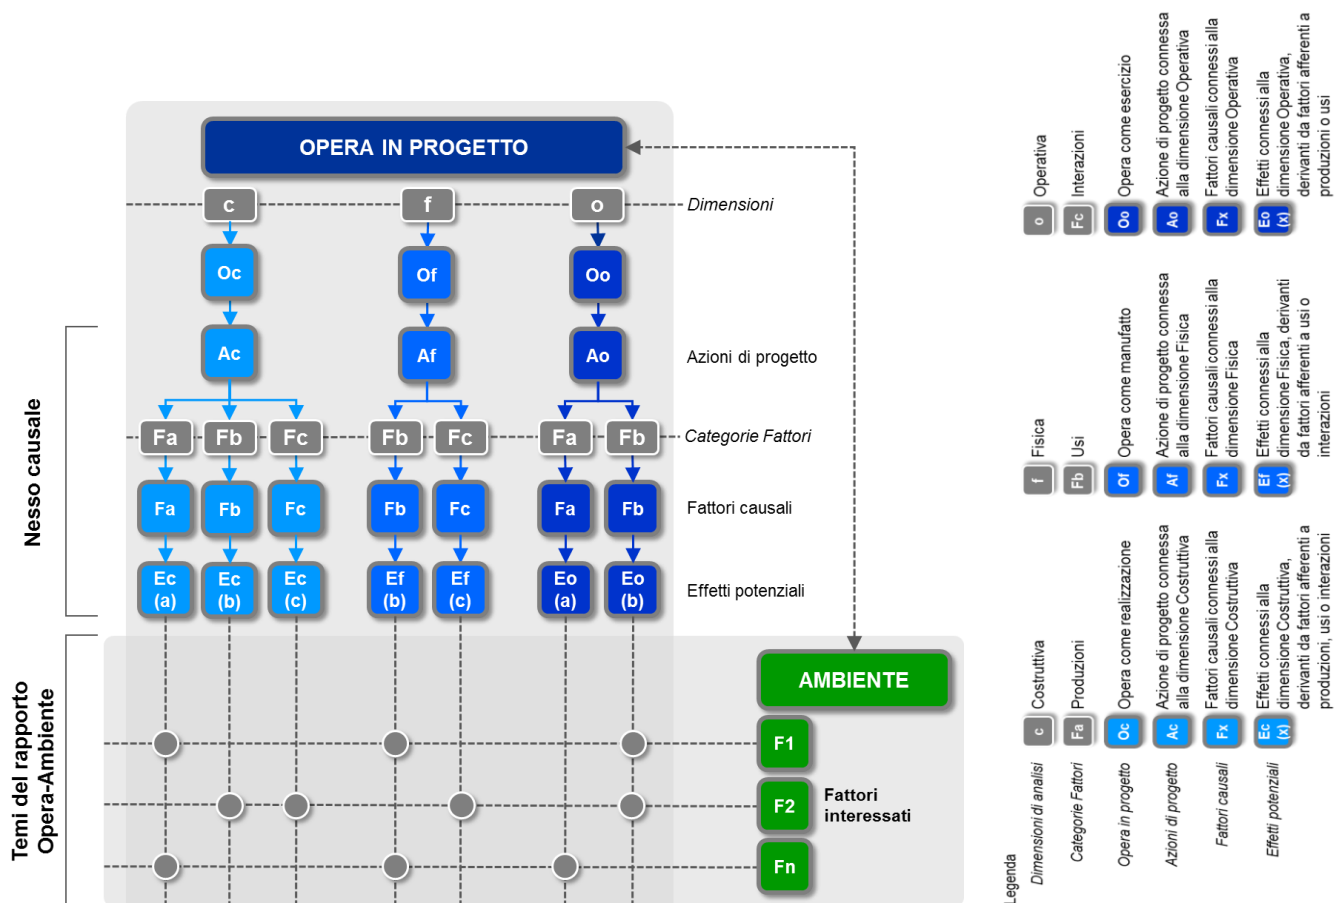 OPERA IN PROGETTO
c
f
o
Dimensioni
Oc
Of
Oo
Ac
Af
Ao
Azioni di progetto
Fa
Fb
Fc
Fb
Fc
Fa
Fb
Categorie Fattori
Fa
Fb
Fc
Fb
Fc
Fa
Fb
Fattori causali
Ec
(a)
Ec
(b)
Ec
(c)
Ef
(b)
Ef
(c)
Eo
(a)
Eo
(b)
Effetti potenziali
Nesso causale
Temi del rapporto
Opera-Ambiente
AMBIENTE
F1
F2
Fn
Fattori
interessati
Legenda
Dimensioni di analisi
c
Costruttiva
f
Fisica
o
Operativa
Categorie Fattori
Fa
Produzioni
Fb
Usi
Fc
Interazioni
Opera in progetto
Oc
Opera come realizzazione
Of
Opera come manufatto
Oo
Opera come esercizio
Azioni di progetto
Ac
Azione di progetto connessa
alla dimensione Costruttiva
Af
Azione di progetto connessa
alla dimensione Fisica
Ao
Azione di progetto connessa
alla dimensione Operativa
Fattori causali
Fx
Fattori causali connessi alla
dimensione Costruttiva
Fx
Fattori causali connessi alla
dimensione Fisica
Fx
Fattori causali connessi alla
dimensione Operativa
Effetti potenziali
Ec
(x)
Effetti connessi alla
dimensione Costruttiva,
derivanti da fattori afferenti a
produzioni, usi o interazioni
Ef
(x)
Effetti connessi alla
dimensione Fisica, derivanti
da fattori afferenti a usi o
interazioni
Eo
(x)
Effetti connessi alla
dimensione Operativa,
derivanti da fattori afferenti a
produzioni o usi